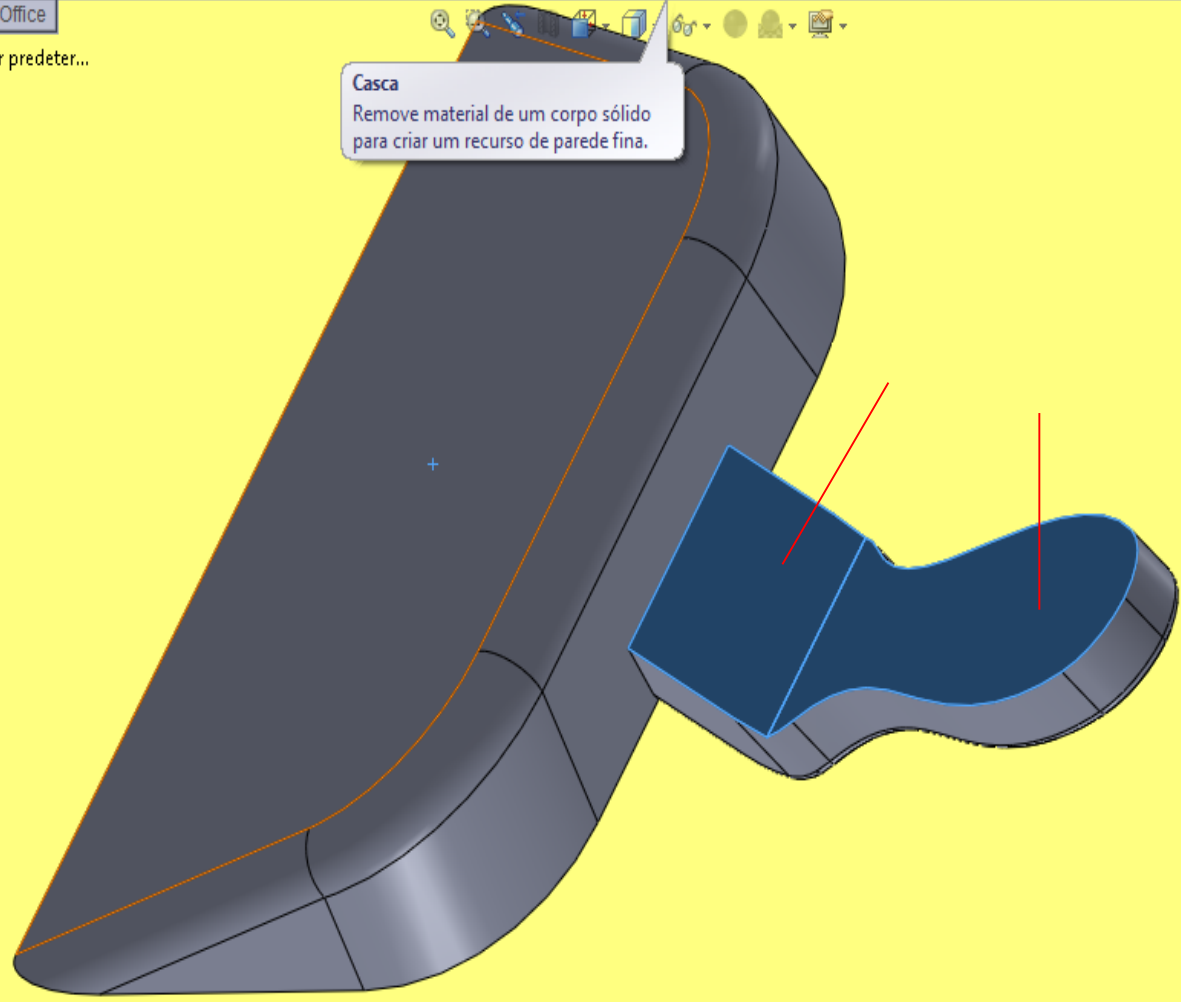 Office
r predeter...
Casca
Remove material de um corpo sólido
para criar um recurso de parede fina.